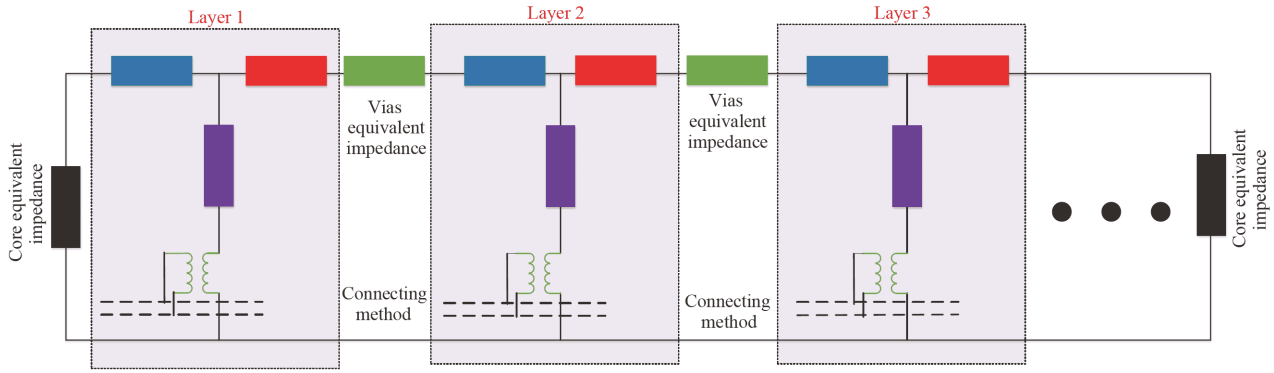 Layer 1
Layer 2
Layer 3
Vias
equivalent
impedance
Vias
equivalent
impedance
Core equivalent
impedance
Core equivalent
impedance
Connecting
method
Connecting
method